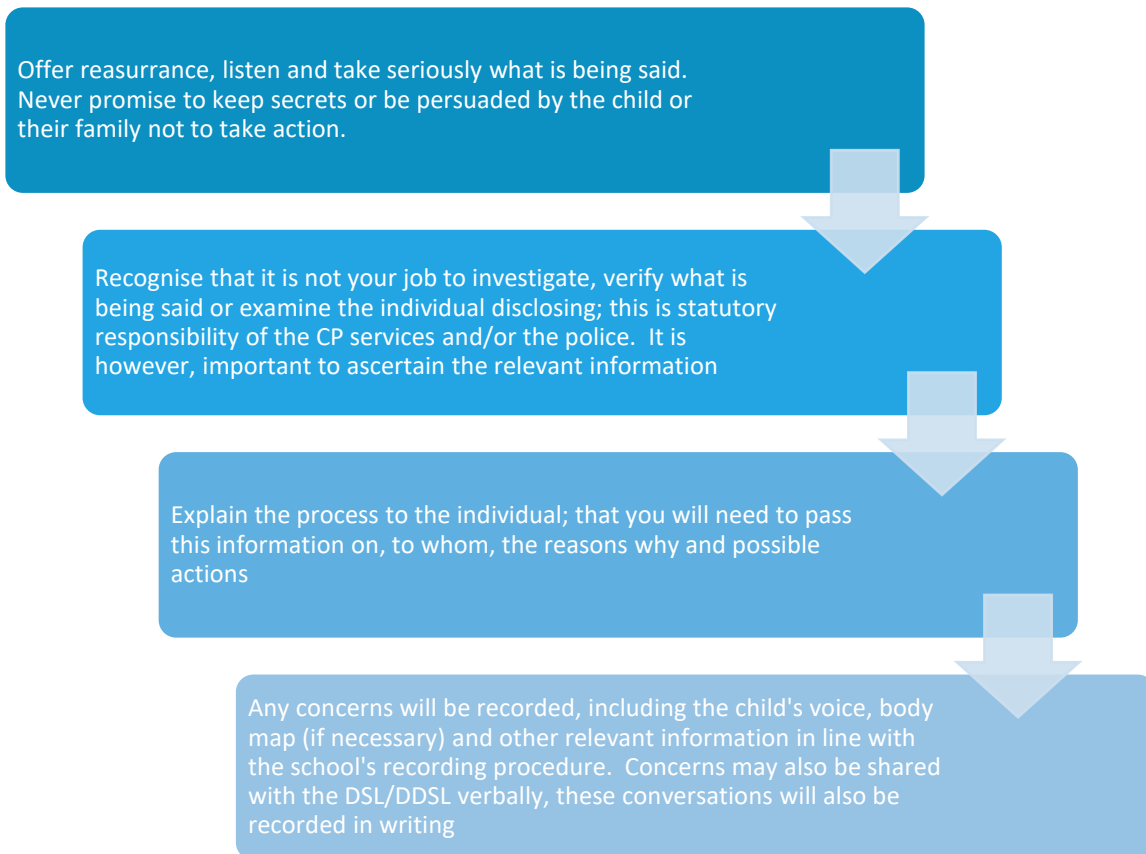 Offer reasurrance, listen and take seriously what is being said.
Never promise to keep secrets or be persuaded by the child or
their family not to take action.
Recognise that it is not your job to investigate, verify what is
being said or examine the individual disclosing; this is statutory
responsibility of the CP services and/or the police.  It is
however, important to ascertain the relevant information
Explain the process to the individual; that you will need to pass
this information on, to whom, the reasons why and possible
actions
Any concerns will be recorded, including the child's voice, body
map (if necessary) and other relevant information in line with
the school's recording procedure.  Concerns may also be shared
with the DSL/DDSL verbally, these conversations will also be
recorded in writing